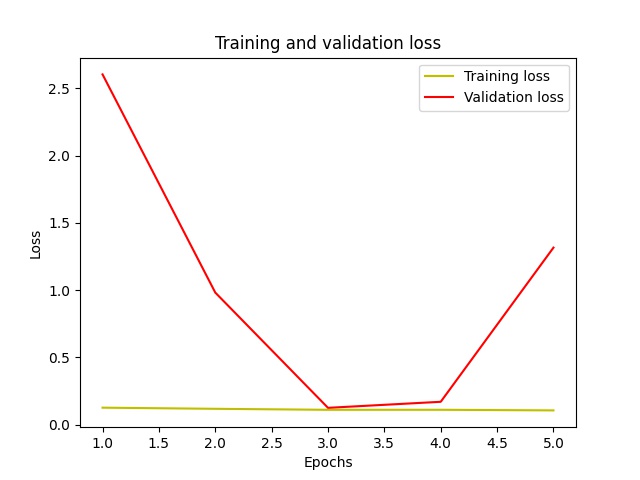 Training and validation loss
Training loss
Validation loss
2.5
2.0
1.5
1.0
0.5
0.0
Loss
1.0 1.5 2.0 2.5 3.0 3.5 4.0 4.5 5.0
Epochs